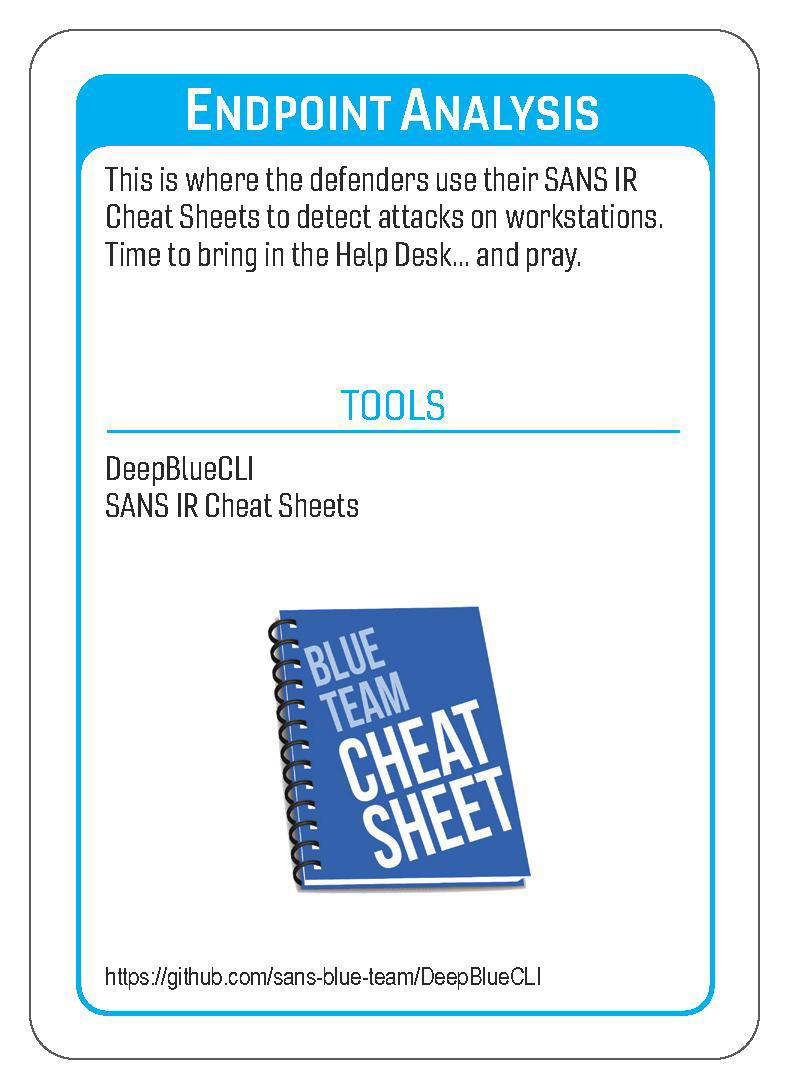 ENDPOINT ANALYSIS
This is where the defenders use their SANS IR
Cheat Sheets to detect attacks on workstations.
Time to bring in the Help Desk... and pray.
TOOLS
DeepBlueCLI
SANS IR Cheat Sheets
BLUE
TEAM
CHEAT
SHEET
https://github.com/sans-blue-team/DeepBlueCLI